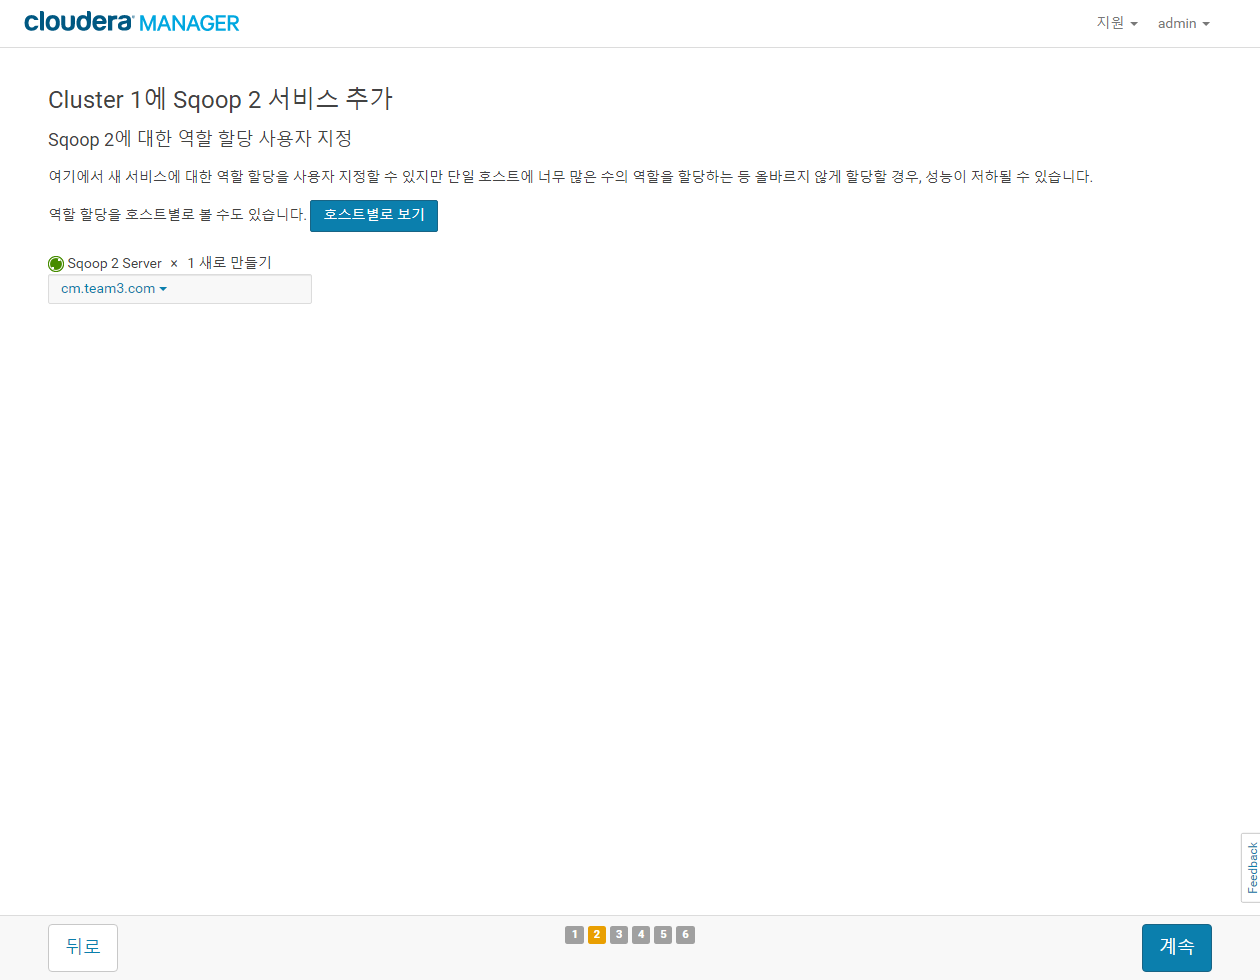 cloudera MANAGER
지원 admin
Cluster 1에 Sqoop 2 서비스 추가
Sqoop 2에 대한 역할 할당 사용자 지정
여기에서 새 서비스에 대한 역할 할당을 사용자 지정할 수 있지만 단일 호스트에 너무 많은 수의 역할을 할당하는 등 올바르지 않게 할당할 경우, 성능이 저하될 수 있습니다.
역할 할당을 호스트별로 볼 수도 있습니다. 호스트별로 보기
Sqoop 2 Server × 1 새로 만들기
cm.team3.com
Feedback
뒤로 1 2 3 4 5 6 계속